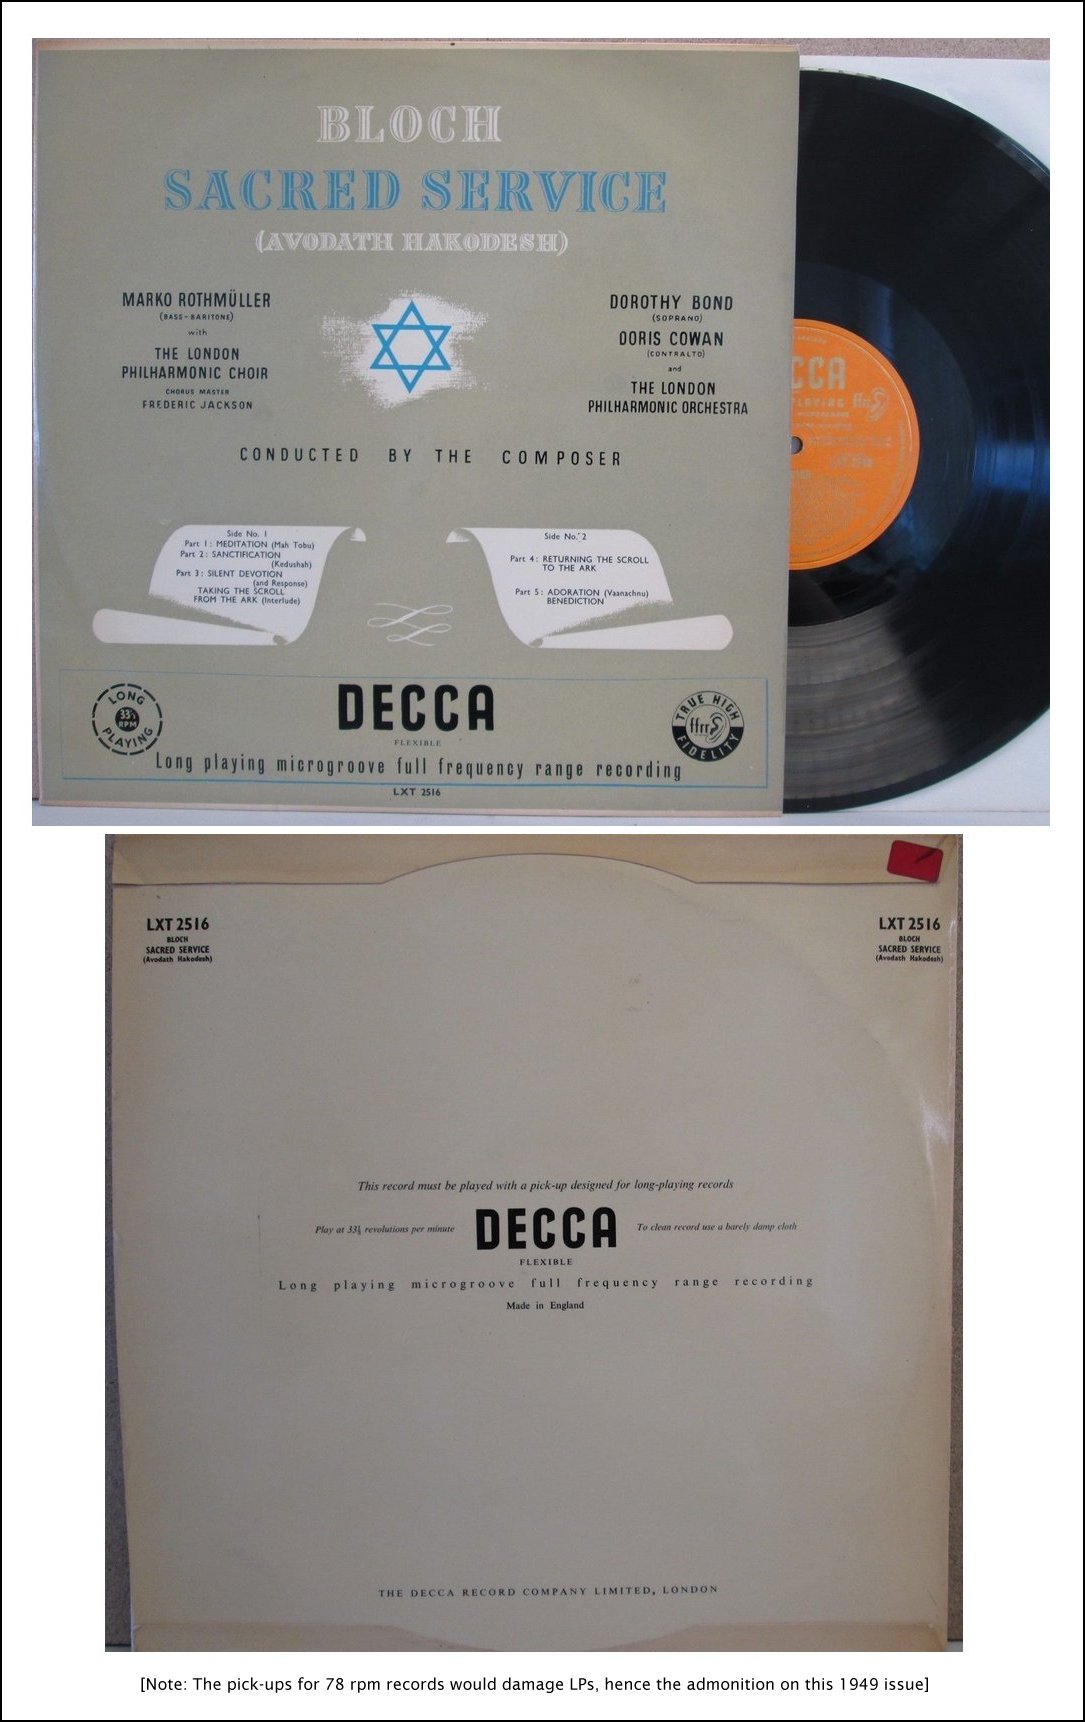 BLOCH
SACRED SERVICE
(AVODATH HAKODESH)
MARKO ROTHMÜLLER
(BASS-BARITONE)
with
THE LONDON
PHILHARMONIC CHOIR
CHORUS MASTER
FREDERIC JACKSON
DOROTHY BOND
(SOPRANO)
DORIS COWAN
(CONTRALTO)
and
THE LONDON
PHILHARMONIC ORCHESTRA
CONDUCTED BY THE COMPOSER
Side No. 1
Part 1: MEDITATION (Mah Tobu)
Part 2: SANCTIFICATION
(Kedushah)
Part 3: SILENT DEVOTION
(and Response)
TAKING THE SCROLL
FROM THE ARK (Interlude)
Side No. 2
Part 4: RETURNING THE SCROLL
TO THE ARK
Part 5: ADORATION (Vaanachnu)
BENEDICTION
LONG
33⅓
RPM
PLAYING
DECCA
FLEXIBLE
TRUE HIGH
ffrr
FIDELITY
Long playing microgroove full frequency range recording
LXT 2516
CCA
ffrr
LXT 2516
BLOCH
SACRED SERVICE
(Avodath Hakodesh)
LXT 2516
BLOCH
SACRED SERVICE
(Avodath Hakodesh)
This record must be played with a pick-up designed for long-playing records
Play at 33⅓ revolutions per minute
DECCA
To clean record use a barely damp cloth
FLEXIBLE
Long playing microgroove full frequency range recording
Made in England
THE DECCA RECORD COMPANY LIMITED, LONDON
[Note: The pick-ups for 78 rpm records would damage LPs, hence the admonition on this 1949 issue]